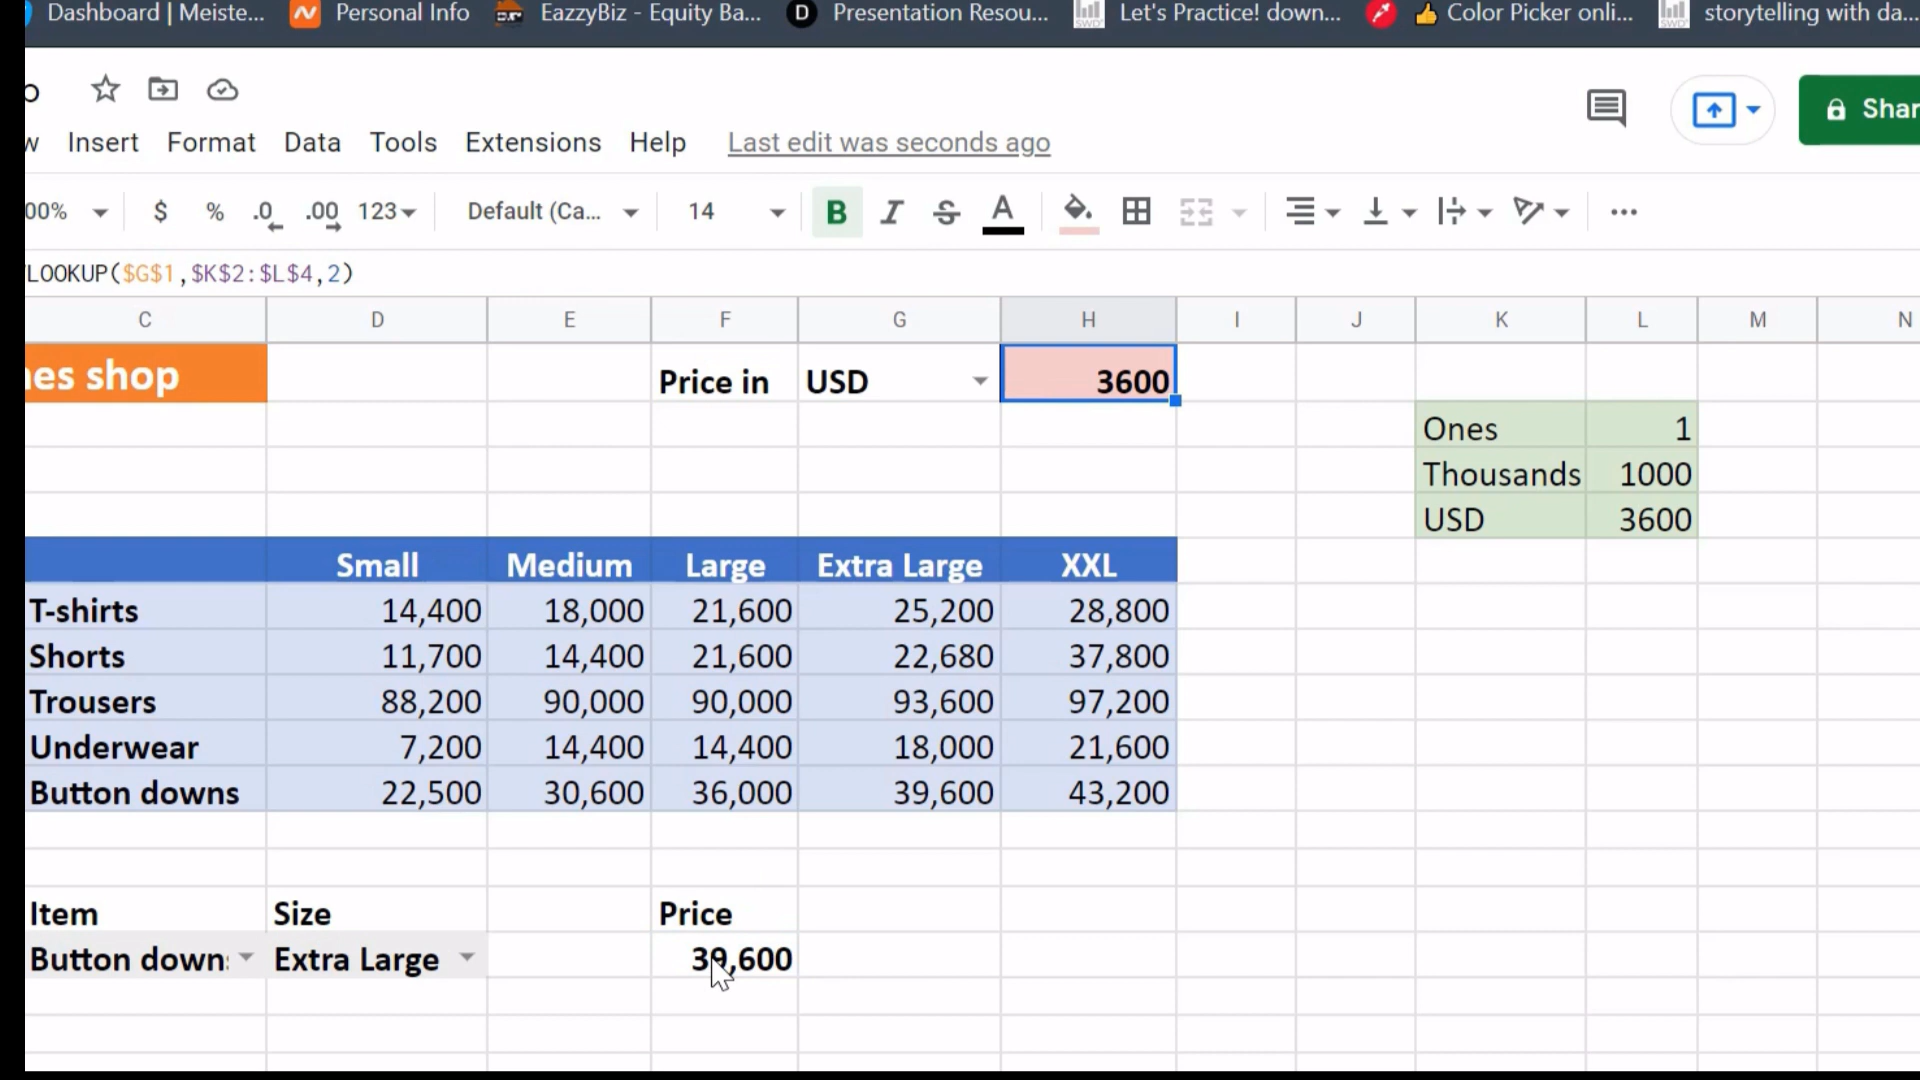 Dashboard | Meiste... Personal Info EazzyBiz - Equity Ba... D Presentation Resou... Let's Practice! down... Color Picker onli... storytelling with da...
o
w Insert Format Data Tools Extensions Help Last edit was seconds ago
Shar
00% $ % .0 .00 123 Default (Ca... 14 B I S A ...
LOOKUP($G$1,$K$2:$L$4,2)
C D E F G H I J K L M N
nes shop Price in USD 3600
Ones 1
Thousands 1000
USD 3600
Small Medium Large Extra Large XXL
T-shirts 14,400 18,000 21,600 25,200 28,800
Shorts 11,700 14,400 21,600 22,680 37,800
Trousers 88,200 90,000 90,000 93,600 97,200
Underwear 7,200 14,400 14,400 18,000 21,600
Button downs 22,500 30,600 36,000 39,600 43,200
Item Size Price
Button down Extra Large 39,600